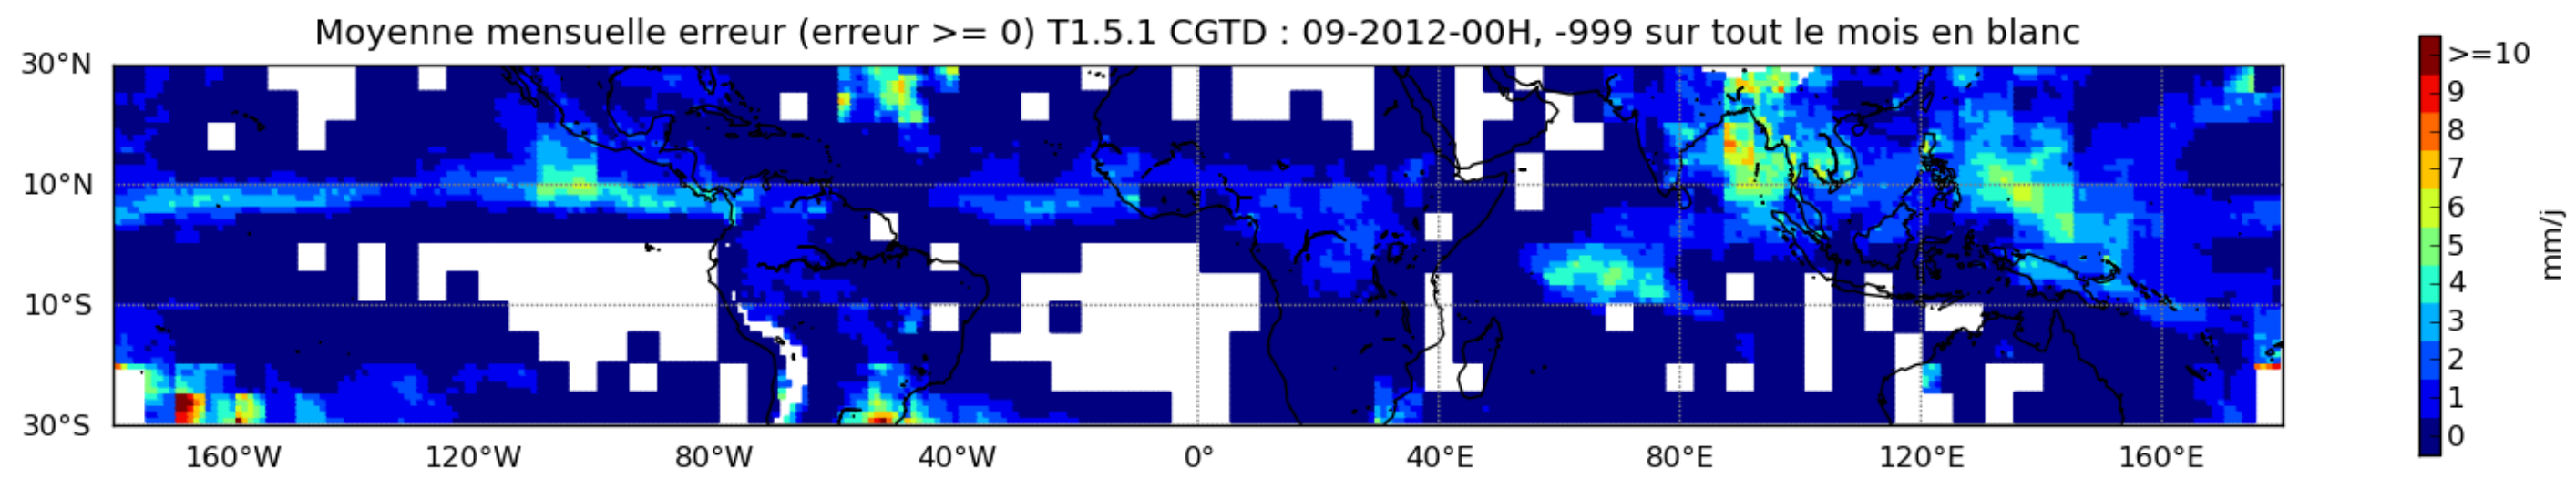 Moyenne mensuelle erreur (erreur >= 0) T1.5.1 CGTD : 09-2012-00H, -999 sur tout le mois en blanc
30°N
10°N
10°S
30°S
160°W 120°W 80°W 40°W 0° 40°E 80°E 120°E 160°E
>=10
9
8
7
6
5
4
3
2
1
0
mm/j